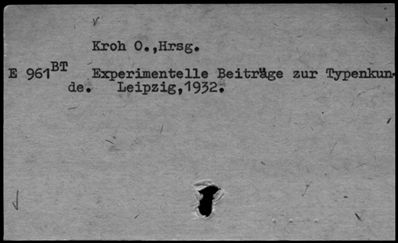 Kroh O.,Hrsg.
E 961BT Experimentelle Beiträge zur Typenkun-
de. Leipzig,1932.